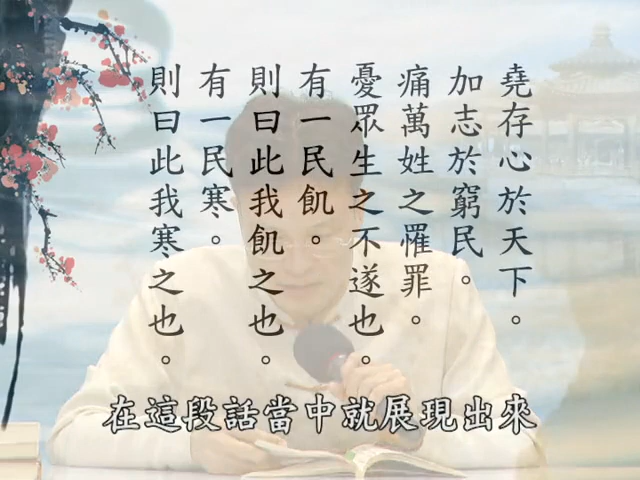 堯存心於天下。
加志於窮民。
痛萬姓之罹罪。
憂眾生之不遂也。
有一民飢。
則曰此我飢之也。
有一民寒。
則曰此我寒之也。
在這段話當中就展現出來